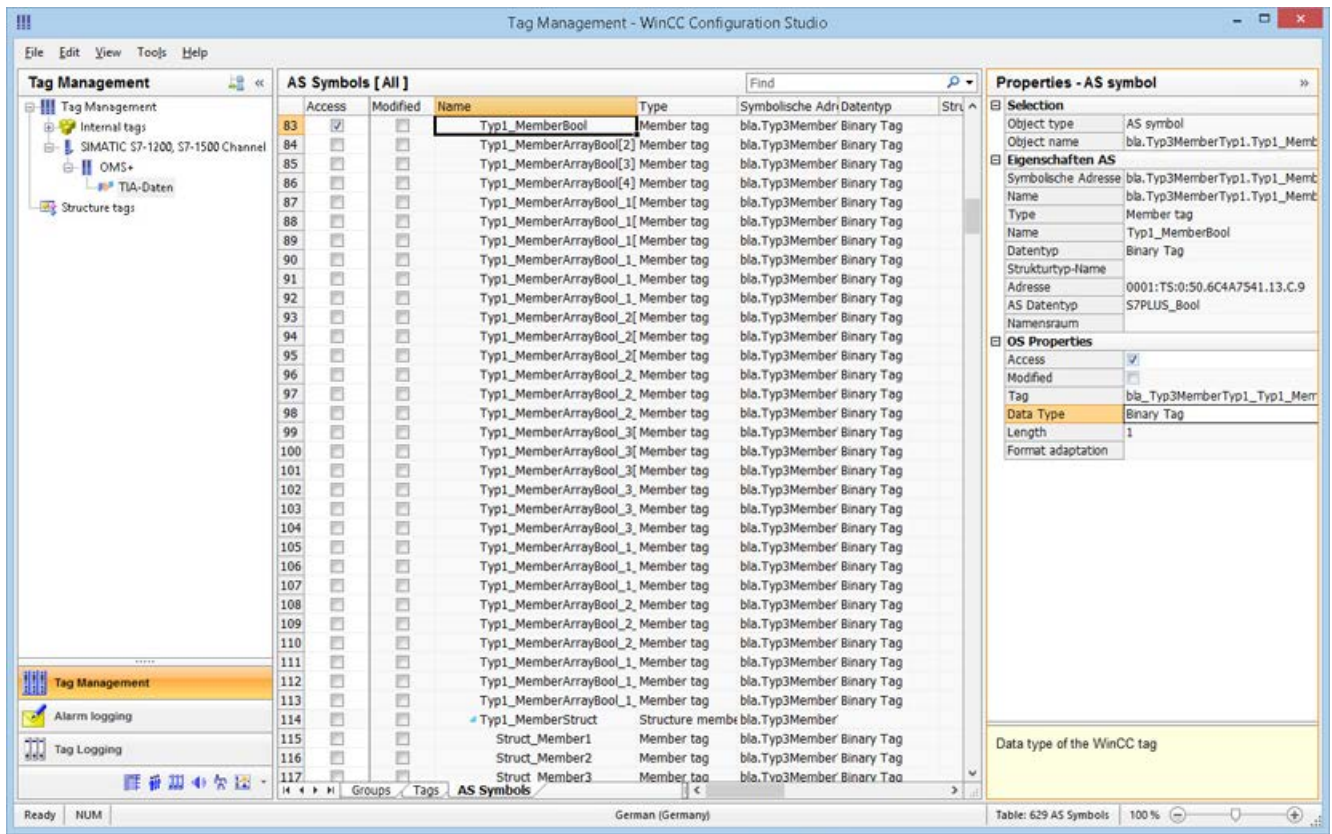 Tag Management - WinCC Configuration Studio
File Edit View Tools Help
Tag Management «
Tag Management
Internal tags
SIMATIC S7-1200, S7-1500 Channel
OMS+
TIA-Daten
Structure tags
Tag Management
Alarm logging
Tag Logging
AS Symbols [ All ] Find
Access Modified Name Type Symbolische Adr Datentyp Stru
83 Typ1_MemberBool Member tag bla.Typ3Member Binary Tag
84 Typ1_MemberArrayBool[2] Member tag bla.Typ3Member Binary Tag
85 Typ1_MemberArrayBool[3] Member tag bla.Typ3Member Binary Tag
86 Typ1_MemberArrayBool[4] Member tag bla.Typ3Member Binary Tag
87 Typ1_MemberArrayBool_1[ Member tag bla.Typ3Member Binary Tag
88 Typ1_MemberArrayBool_1[ Member tag bla.Typ3Member Binary Tag
89 Typ1_MemberArrayBool_1[ Member tag bla.Typ3Member Binary Tag
90 Typ1_MemberArrayBool_1_ Member tag bla.Typ3Member Binary Tag
91 Typ1_MemberArrayBool_1_ Member tag bla.Typ3Member Binary Tag
92 Typ1_MemberArrayBool_1_ Member tag bla.Typ3Member Binary Tag
93 Typ1_MemberArrayBool_2[ Member tag bla.Typ3Member Binary Tag
94 Typ1_MemberArrayBool_2[ Member tag bla.Typ3Member Binary Tag
95 Typ1_MemberArrayBool_2[ Member tag bla.Typ3Member Binary Tag
96 Typ1_MemberArrayBool_2_ Member tag bla.Typ3Member Binary Tag
97 Typ1_MemberArrayBool_2_ Member tag bla.Typ3Member Binary Tag
98 Typ1_MemberArrayBool_2_ Member tag bla.Typ3Member Binary Tag
99 Typ1_MemberArrayBool_3[ Member tag bla.Typ3Member Binary Tag
100 Typ1_MemberArrayBool_3[ Member tag bla.Typ3Member Binary Tag
101 Typ1_MemberArrayBool_3[ Member tag bla.Typ3Member Binary Tag
102 Typ1_MemberArrayBool_3_ Member tag bla.Typ3Member Binary Tag
103 Typ1_MemberArrayBool_3_ Member tag bla.Typ3Member Binary Tag
104 Typ1_MemberArrayBool_3_ Member tag bla.Typ3Member Binary Tag
105 Typ1_MemberArrayBool_1_ Member tag bla.Typ3Member Binary Tag
106 Typ1_MemberArrayBool_1_ Member tag bla.Typ3Member Binary Tag
107 Typ1_MemberArrayBool_1_ Member tag bla.Typ3Member Binary Tag
108 Typ1_MemberArrayBool_2_ Member tag bla.Typ3Member Binary Tag
109 Typ1_MemberArrayBool_2_ Member tag bla.Typ3Member Binary Tag
110 Typ1_MemberArrayBool_2_ Member tag bla.Typ3Member Binary Tag
111 Typ1_MemberArrayBool_1_ Member tag bla.Typ3Member Binary Tag
112 Typ1_MemberArrayBool_1_ Member tag bla.Typ3Member Binary Tag
113 Typ1_MemberArrayBool_1_ Member tag bla.Typ3Member Binary Tag
114 Typ1_MemberStruct Structure membe bla.Typ3Member
115 Struct_Member1 Member tag bla.Typ3Member Binary Tag
116 Struct_Member2 Member tag bla.Typ3Member Binary Tag
117 Struct_Member3 Member tag bla.Typ3Member Binary Tag
Groups Tags AS Symbols
Properties - AS symbol »
Selection
Object type AS symbol
Object name bla.Typ3MemberTyp1.Typ1_Memb
Eigenschaften AS
Symbolische Adresse bla.Typ3MemberTyp1.Typ1_Memb
Name bla.Typ3MemberTyp1.Typ1_Memb
Type Member tag
Name Typ1_MemberBool
Datentyp Binary Tag
Strukturtyp-Name
Adresse 0001:TS:0:50.6C4A7541.13.C.9
AS Datentyp S7PLUS_Bool
Namensraum
OS Properties
Access
Modified
Tag bla_Typ3MemberTyp1_Typ1_Mem
Data Type Binary Tag
Length 1
Format adaptation
Data type of the WinCC tag
Ready NUM German (Germany) Table: 629 AS Symbols 100 %